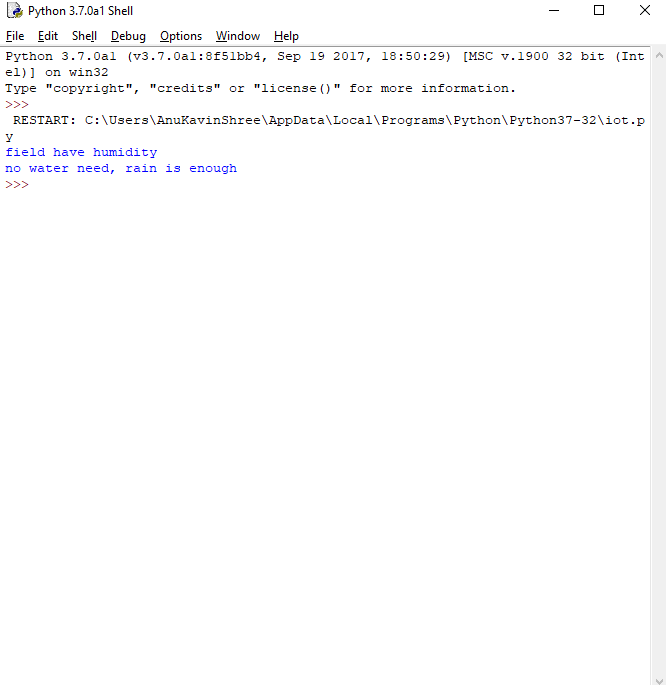 Python 3.7.0a1 Shell
File Edit Shell Debug Options Window Help
Python 3.7.0a1 (v3.7.0a1:8f51bb4, Sep 19 2017, 18:50:29) [MSC v.1900 32 bit (Int
el)] on win32
Type "copyright", "credits" or "license()" for more information.
>>>
 RESTART: C:\Users\AnuKavinShree\AppData\Local\Programs\Python\Python37-32\iot.p
y
field have humidity
no water need, rain is enough
>>>